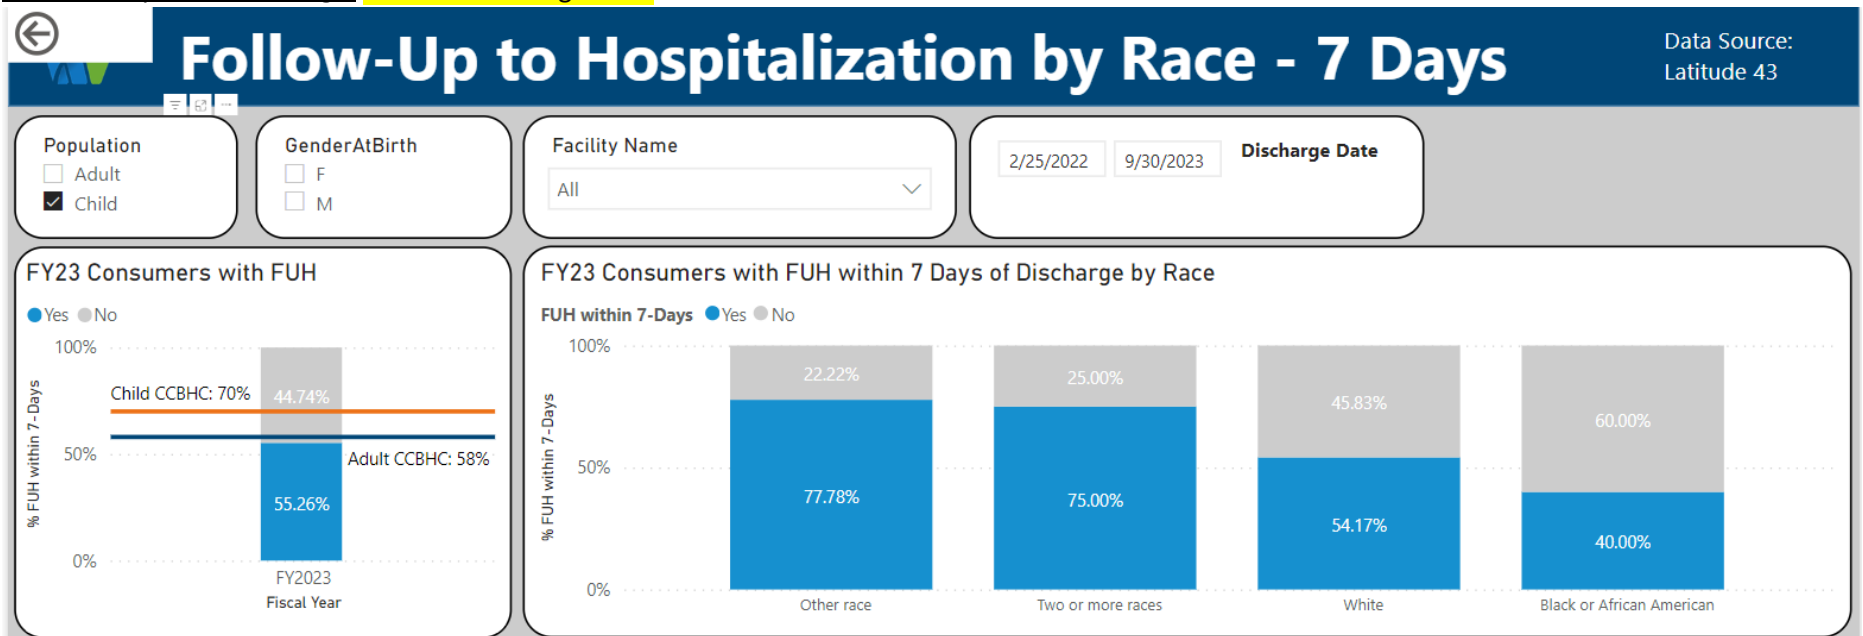 Follow-Up to Hospitalization by Race - 7 Days
Data Source:
Latitude 43
Population
Adult
Child
GenderAtBirth
F
M
Facility Name
All
2/25/2022
9/30/2023
Discharge Date
FY23 Consumers with FUH
Yes No
100%
50%
0%
% FUH within 7-Days
Child CCBHC: 70%
44.74%
Adult CCBHC: 58%
55.26%
FY2023
Fiscal Year
FY23 Consumers with FUH within 7 Days of Discharge by Race
FUH within 7-Days Yes No
100%
50%
0%
% FUH within 7-Days
22.22%
25.00%
45.83%
60.00%
77.78%
75.00%
54.17%
40.00%
Other race
Two or more races
White
Black or African American